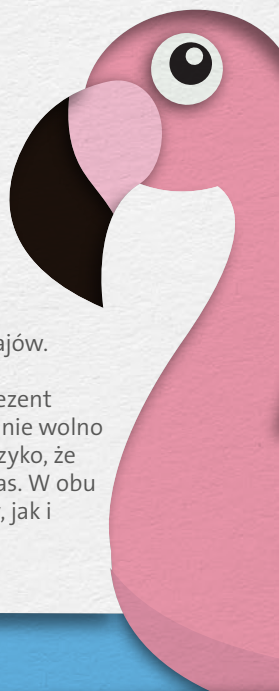 ajów.
ezent
nie wolno
zyko, że
as. W obu
, jak i